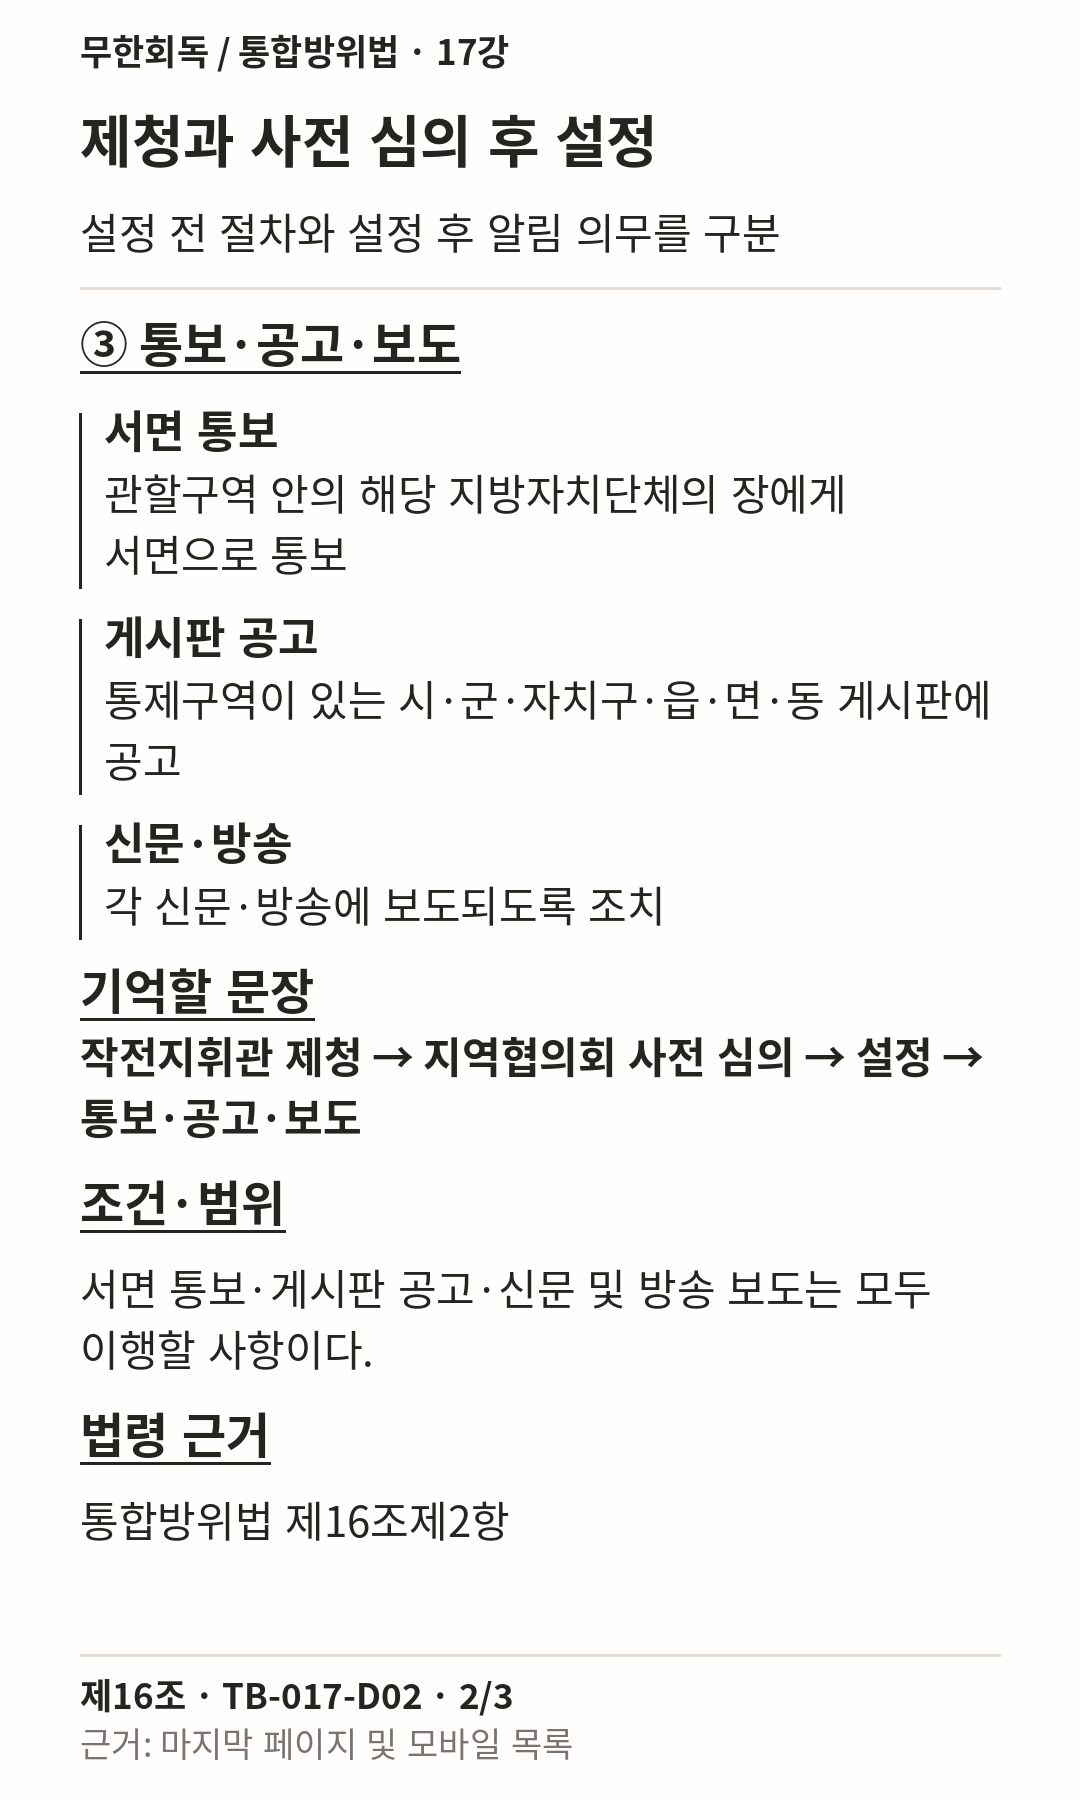 무한회독 / 통합방위법 · 17강
제청과 사전 심의 후 설정
설정 전 절차와 설정 후 알림 의무를 구분
③ 통보·공고·보도
서면 통보
관할구역 안의 해당 지방자치단체의 장에게
서면으로 통보
게시판 공고
통제구역이 있는 시·군·자치구·읍·면·동 게시판에
공고
신문·방송
각 신문·방송에 보도되도록 조치
기억할 문장
작전지휘관 제청 → 지역협의회 사전 심의 → 설정 →
통보·공고·보도
조건·범위
서면 통보·게시판 공고·신문 및 방송 보도는 모두
이행할 사항이다.
법령 근거
통합방위법 제16조제2항
제16조 · TB-017-D02 · 2/3
근거: 마지막 페이지 및 모바일 목록